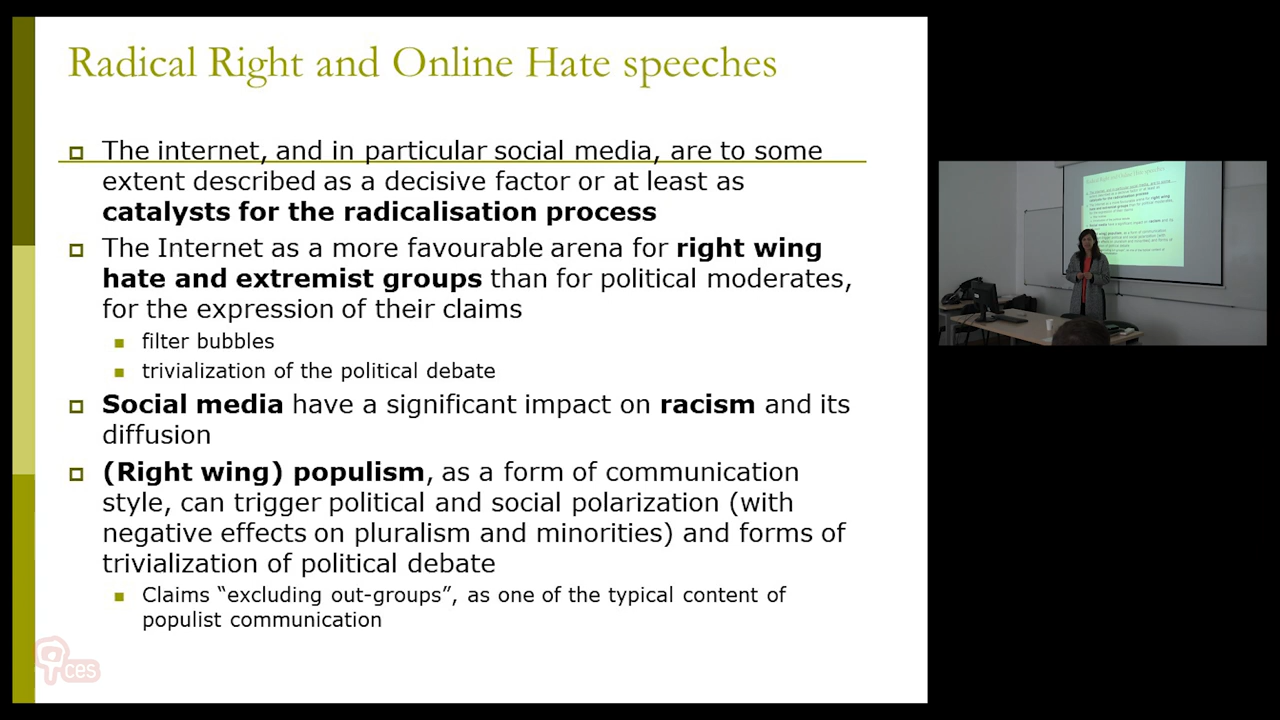 Radical Right and Online Hate speeches
The internet, and in particular social media, are to some
extent described as a decisive factor or at least as
catalysts for the radicalisation process
The Internet as a more favourable arena for right wing
hate and extremist groups than for political moderates,
for the expression of their claims
filter bubbles
trivialization of the political debate
Social media have a significant impact on racism and its
diffusion
(Right wing) populism, as a form of communication
style, can trigger political and social polarization (with
negative effects on pluralism and minorities) and forms of
trivialization of political debate
Claims “excluding out-groups”, as one of the typical content of
populist communication
ces